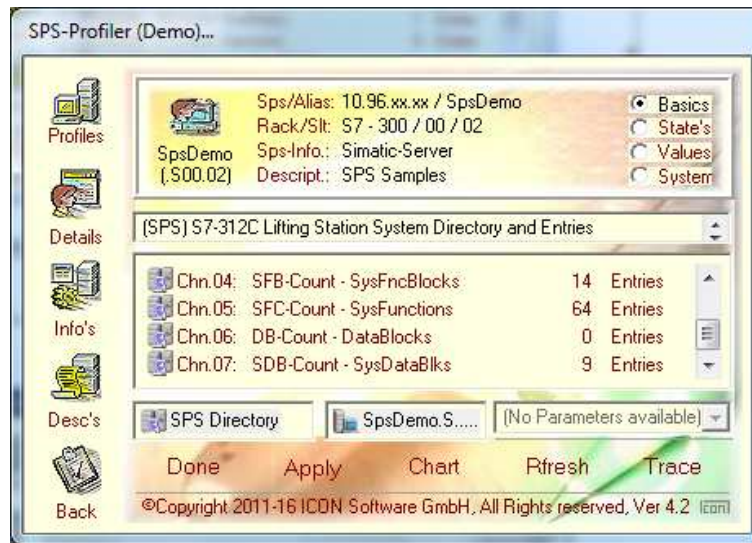 SPS-Profiler (Demo)...
Profiles
Details
Info's
Desc's
Back
SpsDemo
(.S00.02)
Sps/Alias: 10.96.xx.xx / SpsDemo
Rack/Slt: S7 - 300 / 00 / 02
Sps-Info.: Simatic-Server
Descript.: SPS Samples
Basics
State's
Values
System
(SPS) S7-312C Lifting Station System Directory and Entries
Chn.04: SFB-Count - SysFncBlocks 14 Entries
Chn.05: SFC-Count - SysFunctions 64 Entries
Chn.06: DB-Count - DataBlocks 0 Entries
Chn.07: SDB-Count - SysDataBlks 9 Entries
SPS Directory SpsDemo.S..... (No Parameters available)
Done Apply Chart Rfresh Trace
©Copyright 2011-16 ICON Software GmbH, All Rights reserved, Ver 4.2 icon